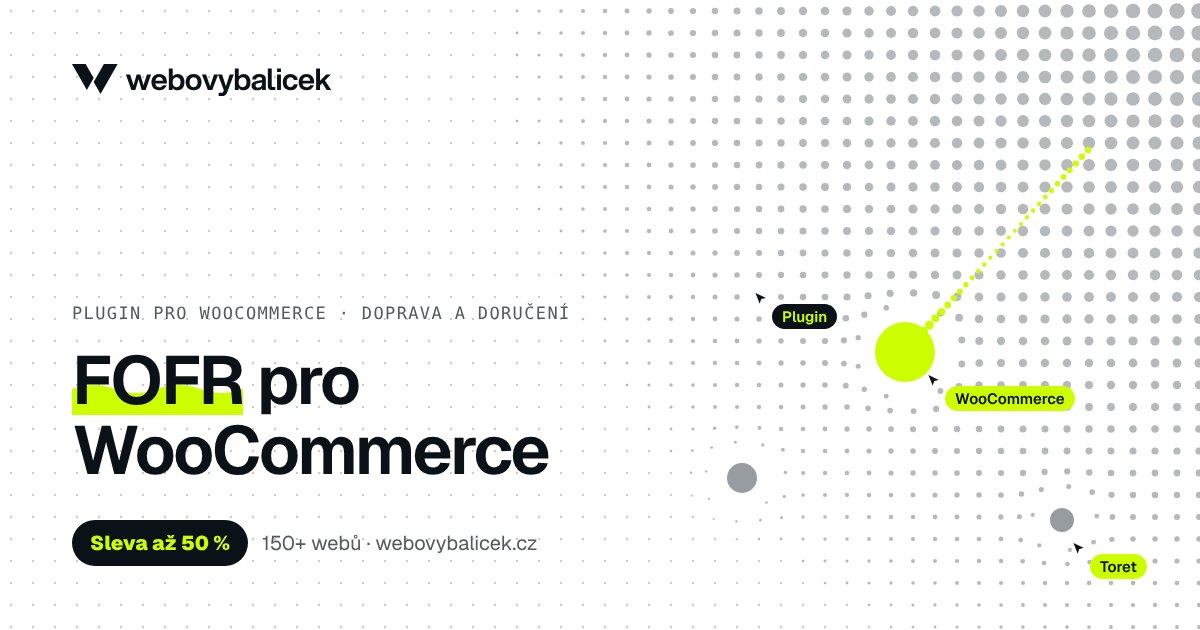 webovybalicek
PLUGIN PRO WOOCOMMERCE · DOPRAVA A DORUČENÍ
FOFR pro
WooCommerce
Sleva až 50 % 150+ webů · webovybalicek.cz
Plugin
WooCommerce
Toret